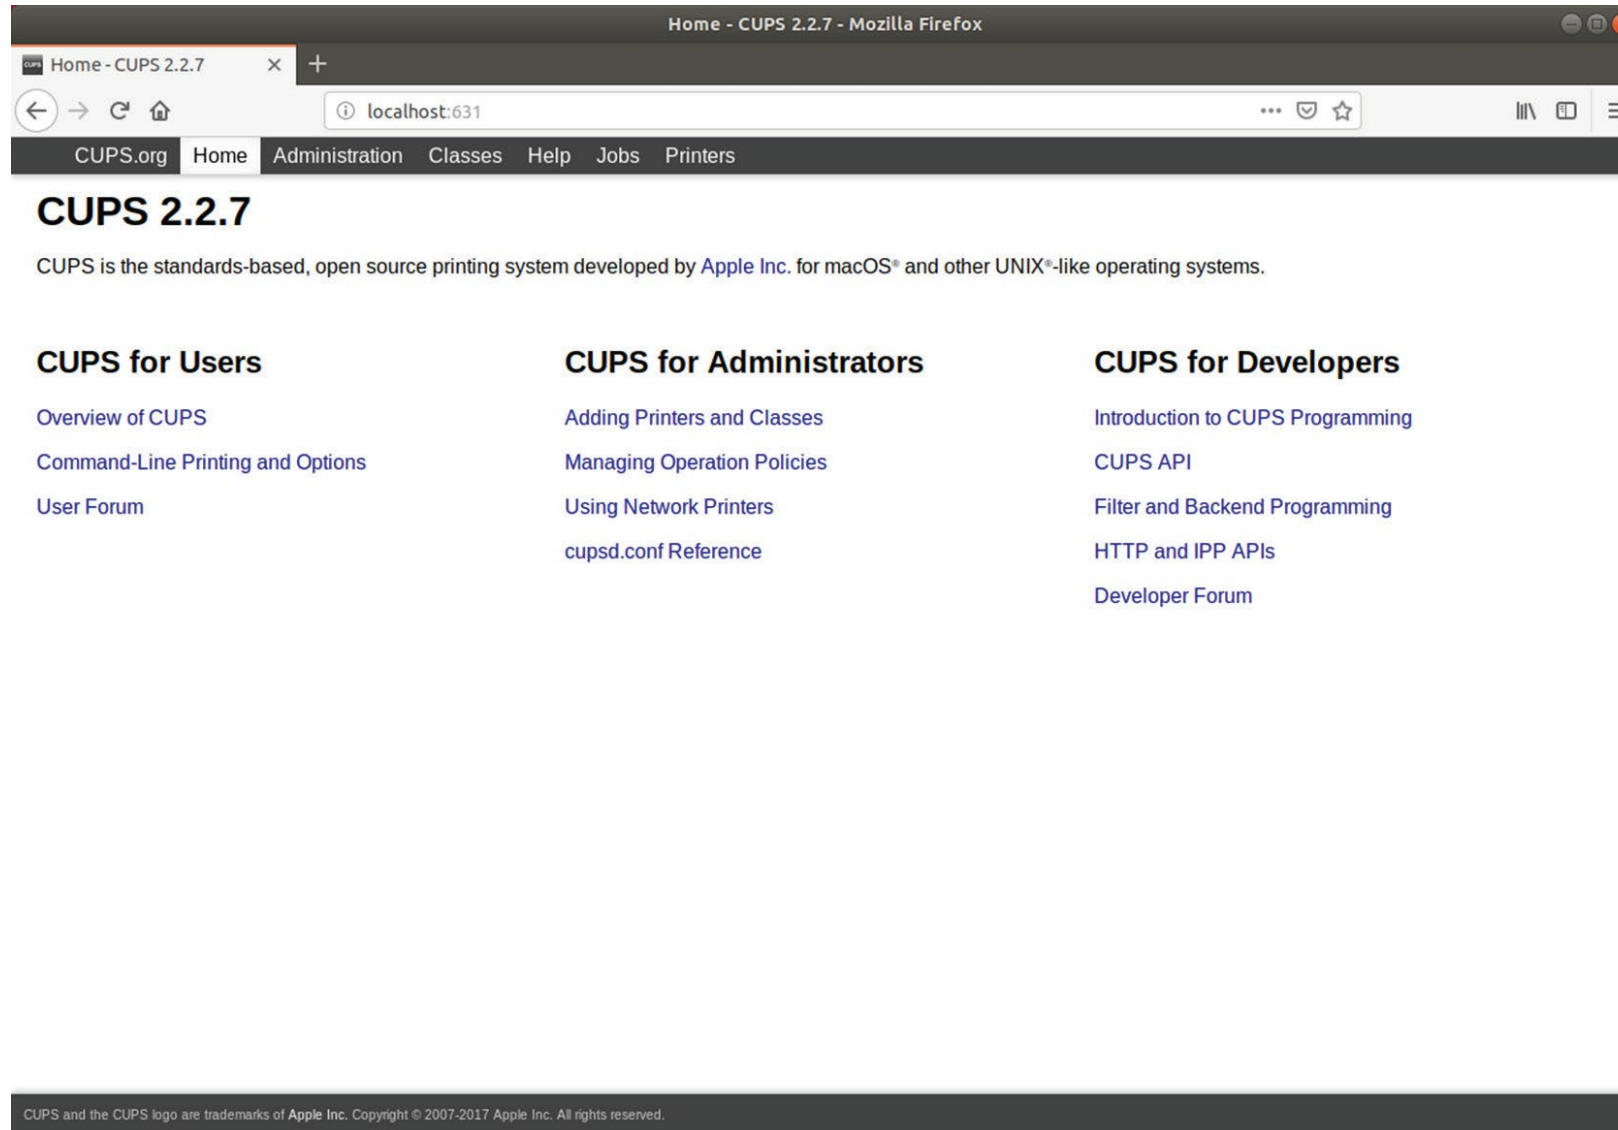 Home - CUPS 2.2.7 - Mozilla Firefox
CUPS Home - CUPS 2.2.7
localhost:631
CUPS.org Home Administration Classes Help Jobs Printers
CUPS 2.2.7
CUPS is the standards-based, open source printing system developed by Apple Inc. for macOS® and other UNIX®-like operating systems.
CUPS for Users
Overview of CUPS
Command-Line Printing and Options
User Forum
CUPS for Administrators
Adding Printers and Classes
Managing Operation Policies
Using Network Printers
cupsd.conf Reference
CUPS for Developers
Introduction to CUPS Programming
CUPS API
Filter and Backend Programming
HTTP and IPP APIs
Developer Forum
CUPS and the CUPS logo are trademarks of Apple Inc. Copyright © 2007-2017 Apple Inc. All rights reserved.